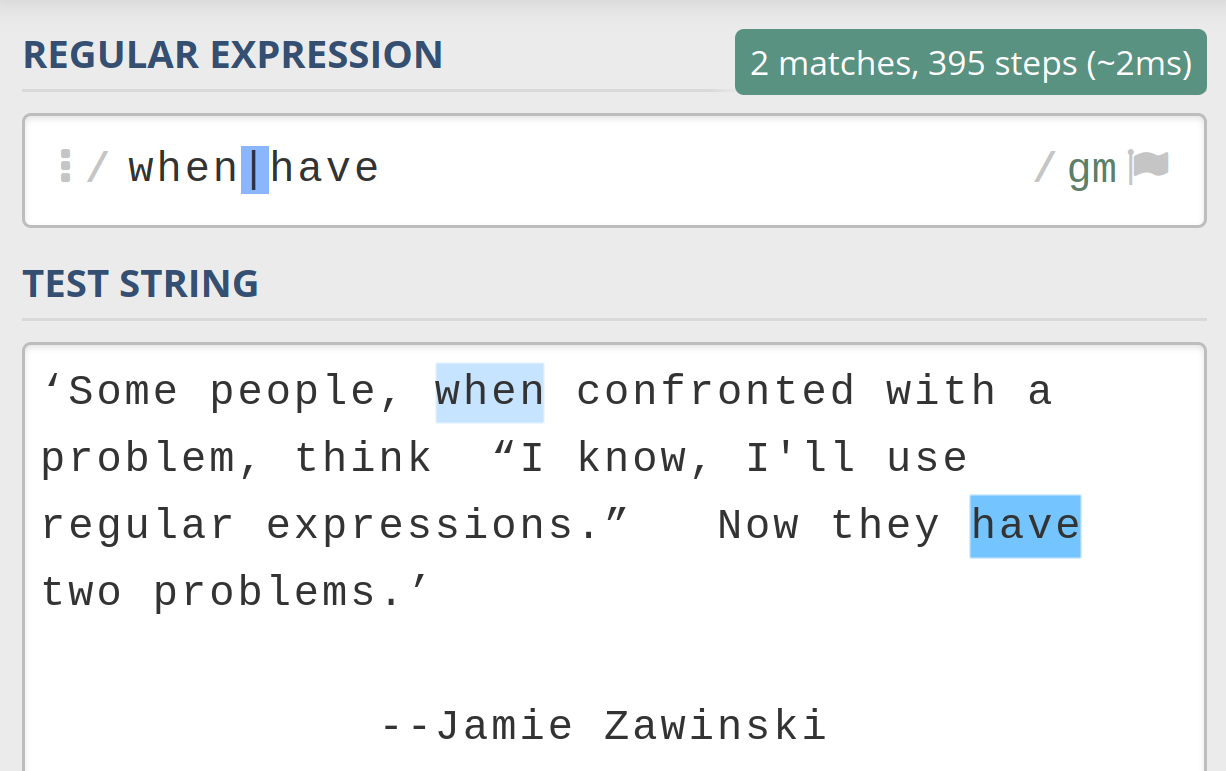 REGULAR EXPRESSION
2 matches, 395 steps (~2ms)
/ when|have / gm
TEST STRING
‘Some people, when confronted with a
problem, think  “I know, I'll use
regular expressions.”   Now they have
two problems.’
--Jamie Zawinski